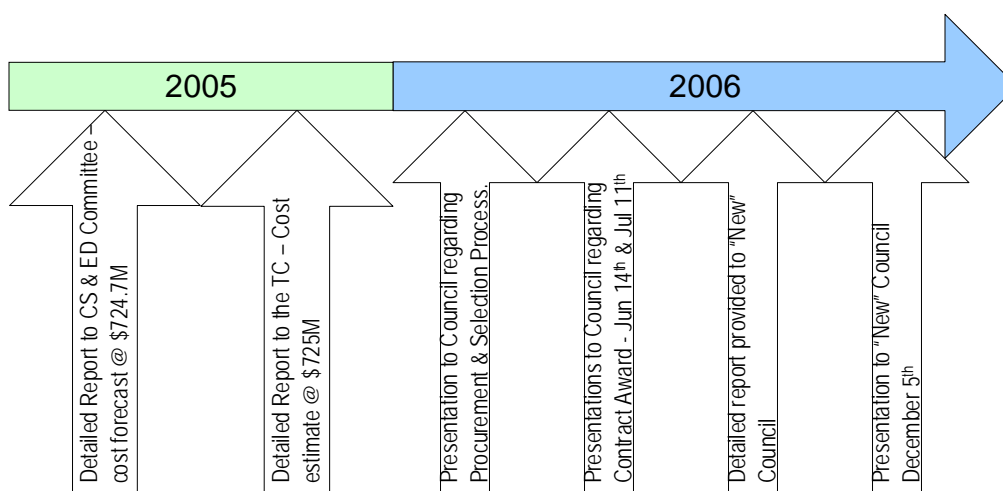 2005
2006
Detailed Report to CS & ED Committee –
cost forecast @ $724.7M
Detailed Report to the TC – Cost
estimate @ $725M
Presentation to Council regarding
Procurement & Selection Process.
Presentations to Council regarding
Contract Award - Jun 14th & Jul 11th
Detailed report provided to “New”
Council
Presentation to “New” Council
December 5th